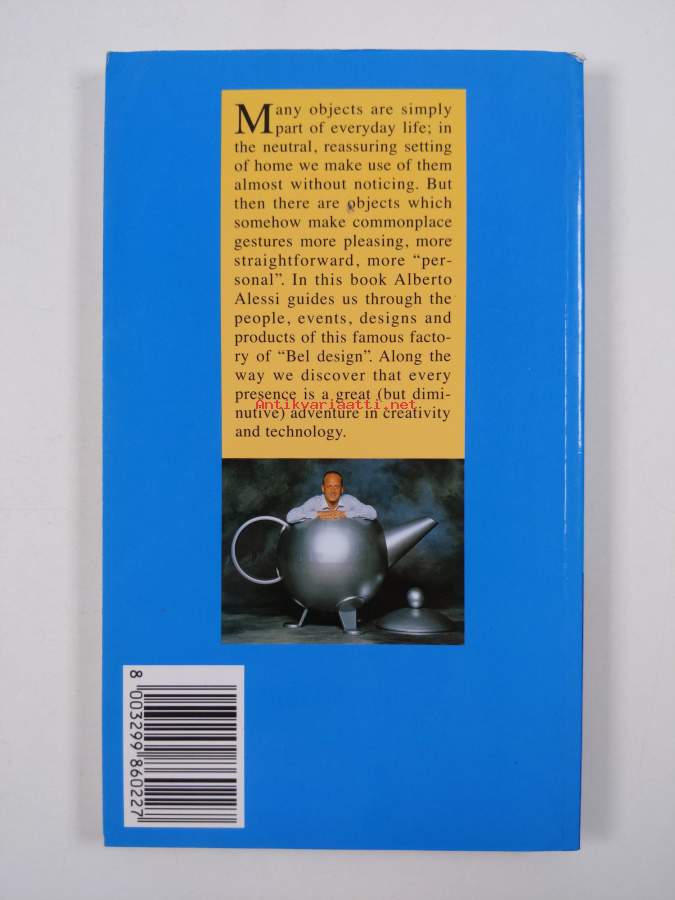 Many objects are simply
part of everyday life; in
the neutral, reassuring setting
of home we make use of them
almost without noticing. But
then there are objects which
somehow make commonplace
gestures more pleasing, more
straightforward, more “per-
sonal”. In this book Alberto
Alessi guides us through the
people, events, designs and
products of this famous facto-
ry of “Bel design”. Along the
way we discover that every
presence is a great (but dimi-
Antikvariaatti.net
nutive) adventure in creativity
and technology.
8 003299 860227